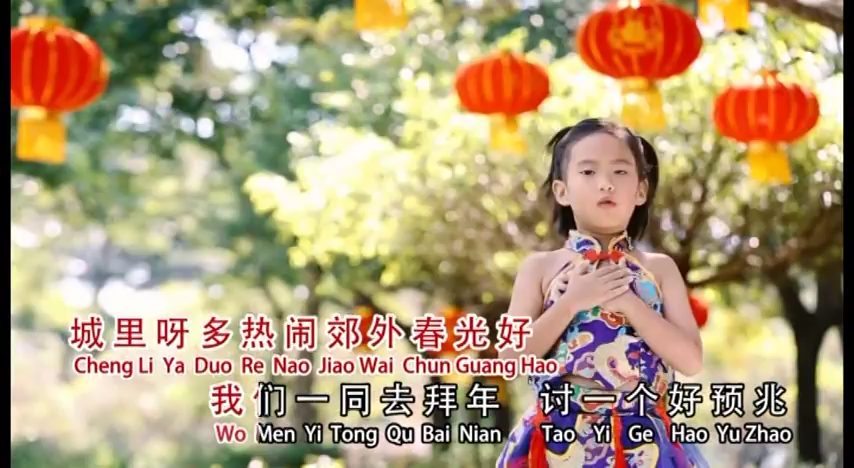 城里呀多热闹郊外春光好
Cheng Li Ya Duo Re Nao Jiao Wai Chun Guang Hao
我们一同去拜年 讨一个好预兆
Wo Men Yi Tong Qu Bai Nian Tao Yi Ge Hao Yu Zhao